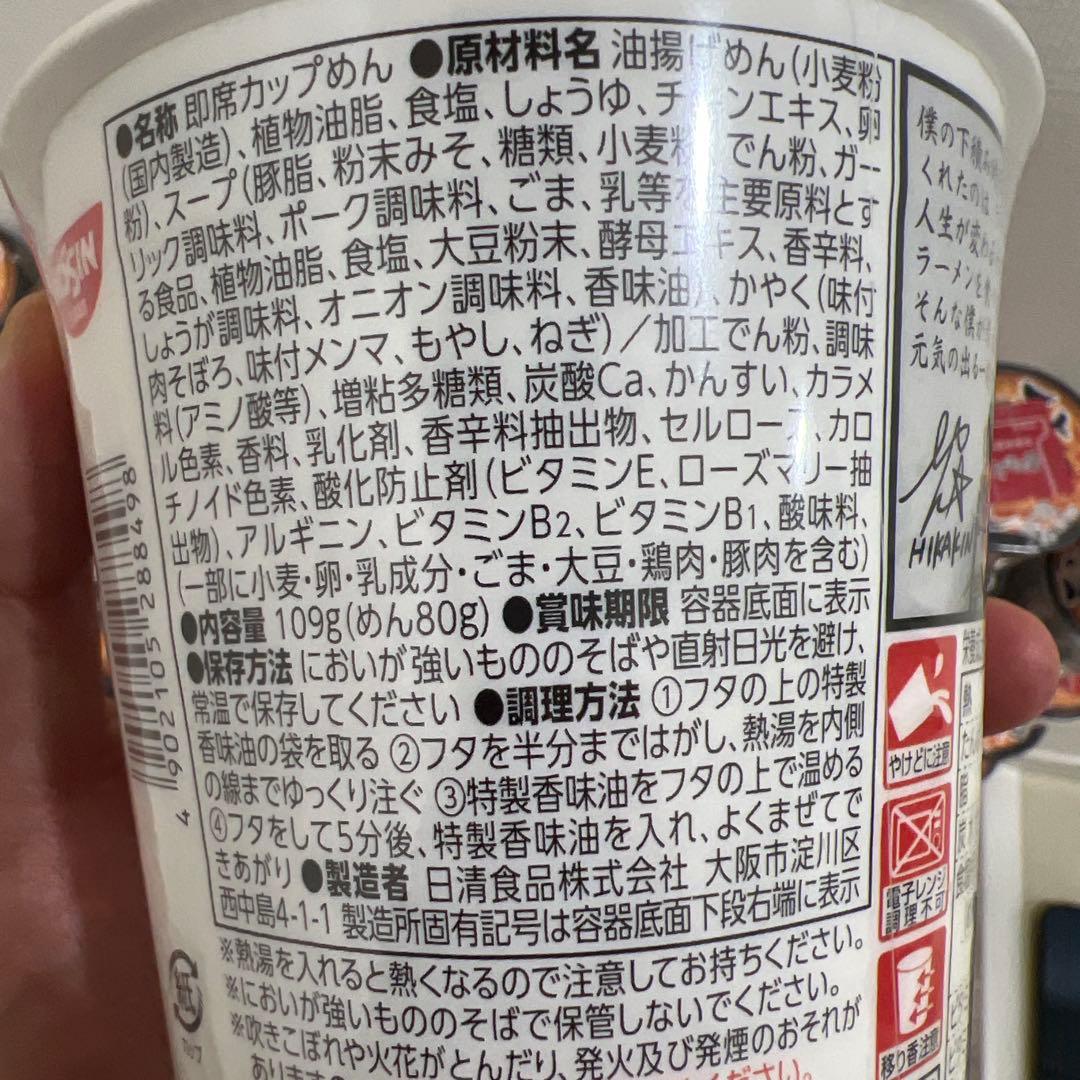 ●名称 即席カップめん ●原材料名 油揚げめん(小麦粉
(国内製造)、植物油脂、食塩、しょうゆ、チキンエキス、卵
粉)、スープ(豚脂、粉末みそ、糖類、小麦粉、でん粉、ガー
リック調味料、ポーク調味料、ごま、乳等を主要原料とす
る食品、植物油脂、食塩、大豆粉末、酵母エキス、香辛料、
しょうが調味料、オニオン調味料、香味油)、かやく(味付
肉そぼろ、味付メンマ、もやし、ねぎ)/加工でん粉、調味
料(アミノ酸等)、増粘多糖類、炭酸Ca、かんすい、カラメ
ル色素、香料、乳化剤、香辛料抽出物、セルロース、カロ
チノイド色素、酸化防止剤(ビタミンE、ローズマリー抽
出物)、アルギニン、ビタミンB2、ビタミンB1、酸味料、
(一部に小麦・卵・乳成分・ごま・大豆・鶏肉・豚肉を含む)
●内容量 109g(めん80g) ●賞味期限 容器底面に表示
●保存方法 においが強いもののそばや直射日光を避け、
常温で保存してください ●調理方法 ①フタの上の特製
香味油の袋を取る ②フタを半分まではがし、熱湯を内側
の線までゆっくり注ぐ ③特製香味油をフタの上で温める
④フタをして5分後、特製香味油を入れ、よくまぜてで
きあがり ●製造者 日清食品株式会社 大阪市淀川区
西中島4-1-1 製造所固有記号は容器底面下段右端に表示
※熱湯を入れると熱くなるので注意してお持ちください。
※においが強いもののそばで保管しないでください。
※吹きこぼれや火花がとんだり、発火及び発煙のおそれが
ありますの
ください。
4 902105 288498
紙
カップ
僕の下積み
くれたのは
人生が変わる
ラーメンを
そんな僕が
元気の出る一
HIKAKIN
やけどに注意
電子レンジ
調理不可
移り香注意